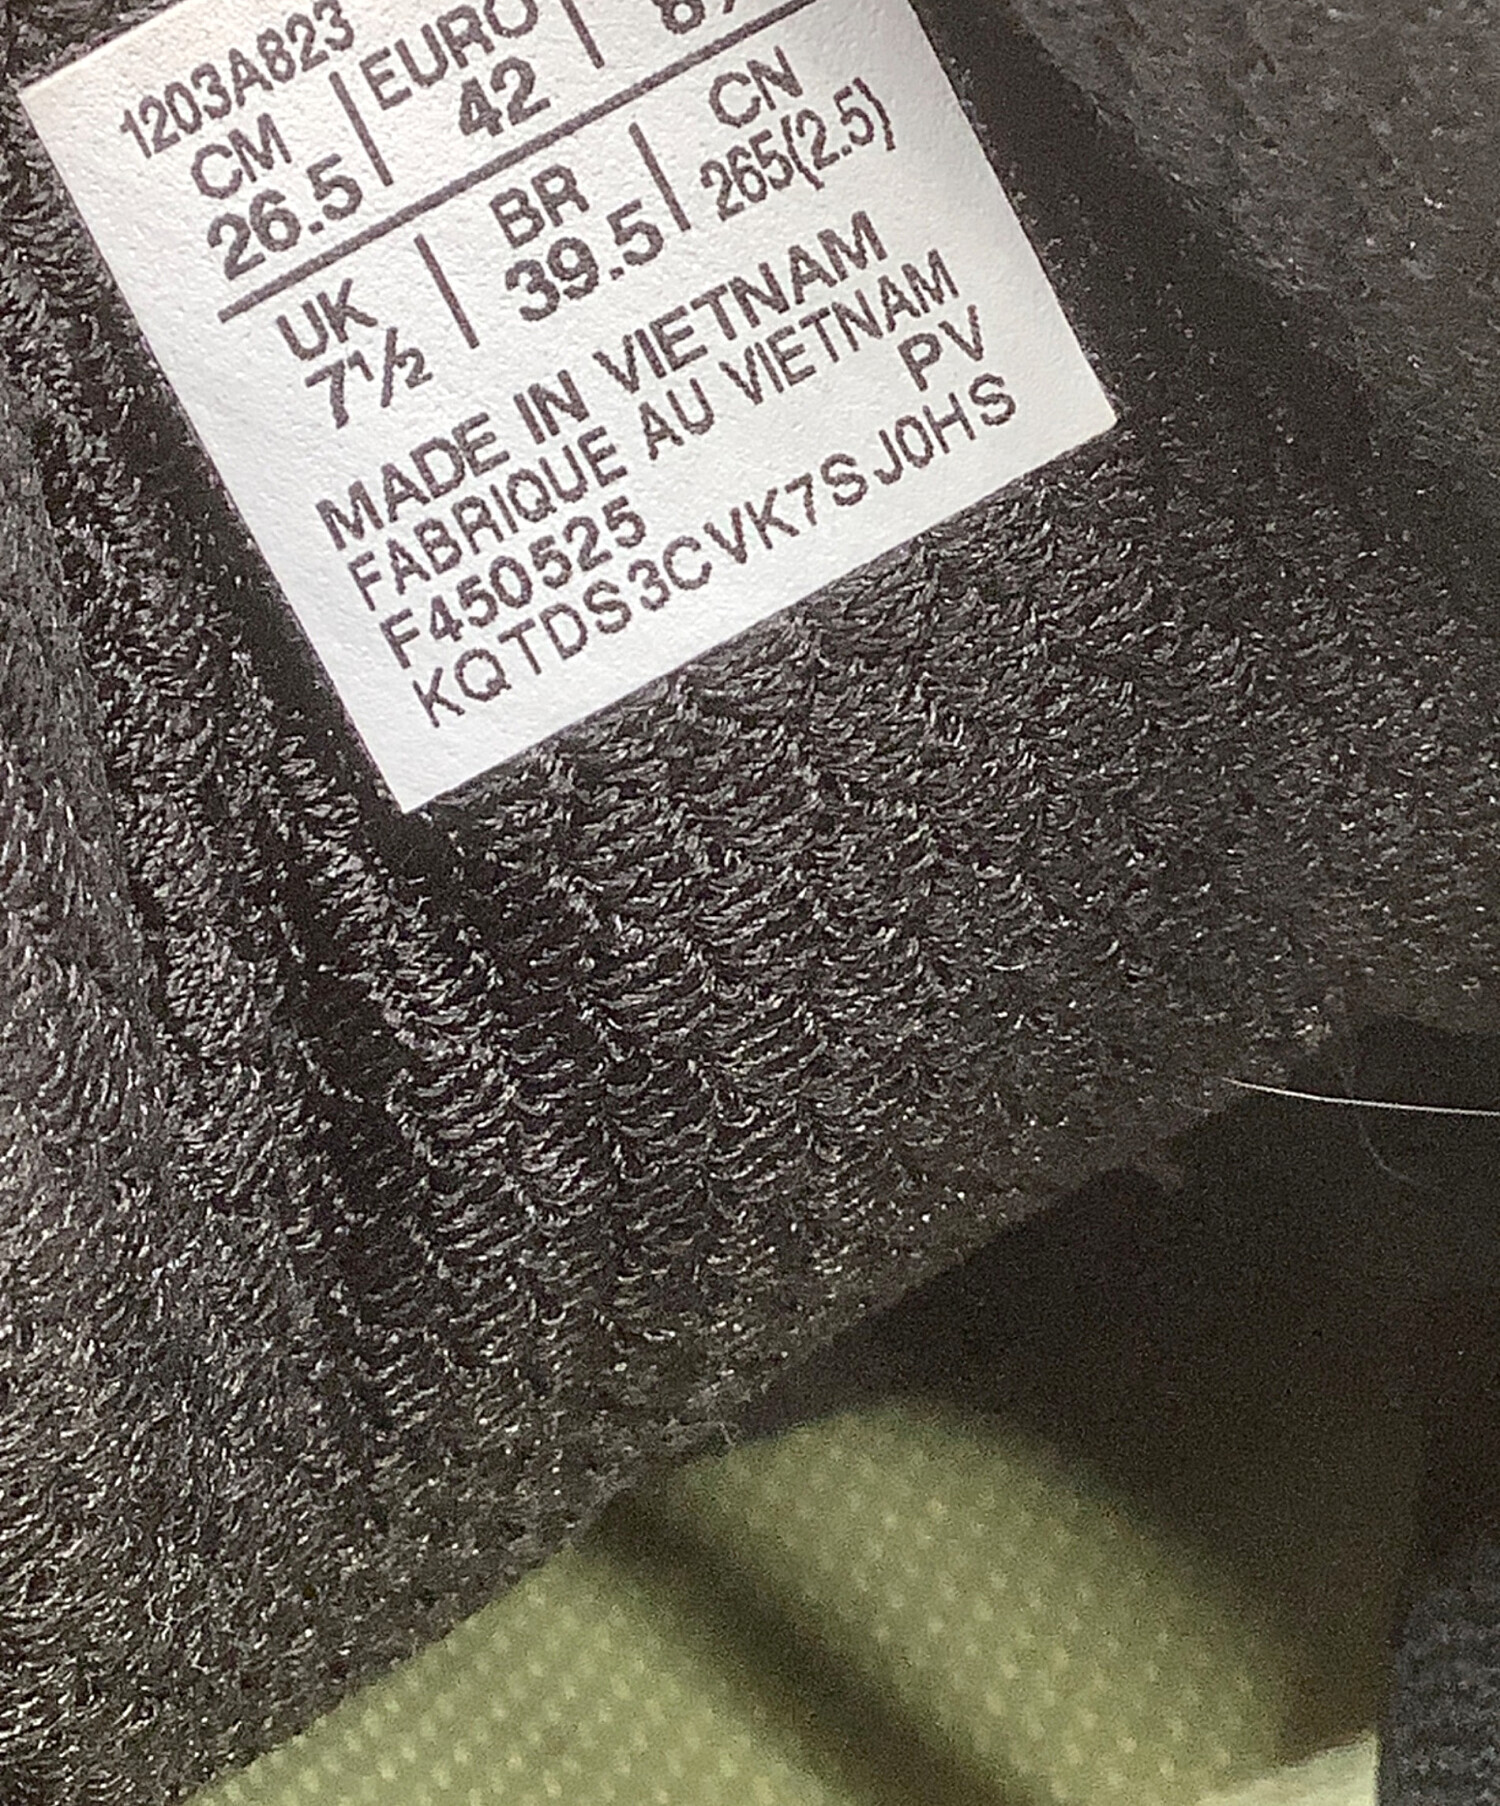 1203A823
CM | EURO |
26.5 | 42
UK | BR | CN
7½ | 39.5 | 265(2.5)
MADE IN VIETNAM
FABRIQUE AU VIETNAM
F450525 PV
KQTDS3CVK7SJ0HS